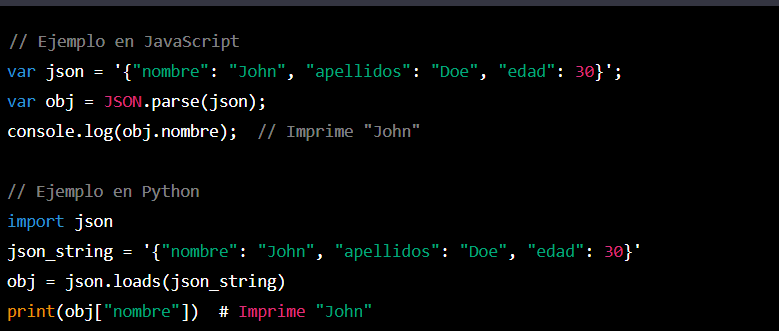 // Ejemplo en JavaScript
var json = '{"nombre": "John", "apellidos": "Doe", "edad": 30}';
var obj = JSON.parse(json);
console.log(obj.nombre);  // Imprime "John"
// Ejemplo en Python
import json
json_string = '{"nombre": "John", "apellidos": "Doe", "edad": 30}'
obj = json.loads(json_string)
print(obj["nombre"])  # Imprime "John"